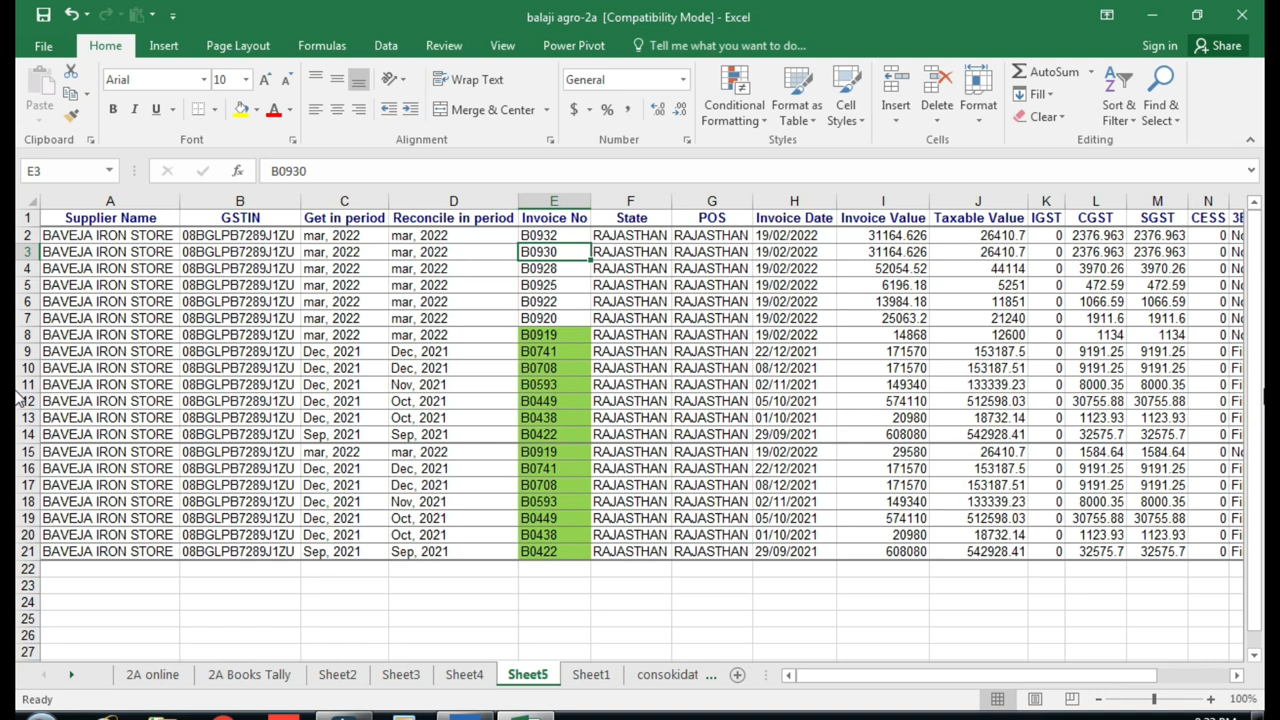 balaji agro-2a [Compatibility Mode] - Excel
File Home Insert Page Layout Formulas Data Review View Power Pivot Tell me what you want to do... Sign in Share
Paste Arial 10 B I U Wrap Text Merge & Center General $ % , Conditional Formatting Format as Table Cell Styles Insert Delete Format AutoSum Fill Clear Sort & Filter Find & Select
Clipboard Font Alignment Number Styles Cells Editing
E3 fx B0930
A B C D E F G H I J K L M N
1 Supplier Name GSTIN Get in period Reconcile in period Invoice No State POS Invoice Date Invoice Value Taxable Value IGST CGST SGST CESS
2 BAVEJA IRON STORE 08BGLPB7289J1ZU mar, 2022 mar, 2022 B0932 RAJASTHAN RAJASTHAN 19/02/2022 31164.626 26410.7 0 2376.963 2376.963 0
3 BAVEJA IRON STORE 08BGLPB7289J1ZU mar, 2022 mar, 2022 B0930 RAJASTHAN RAJASTHAN 19/02/2022 31164.626 26410.7 0 2376.963 2376.963 0
4 BAVEJA IRON STORE 08BGLPB7289J1ZU mar, 2022 mar, 2022 B0928 RAJASTHAN RAJASTHAN 19/02/2022 52054.52 44114 0 3970.26 3970.26 0
5 BAVEJA IRON STORE 08BGLPB7289J1ZU mar, 2022 mar, 2022 B0925 RAJASTHAN RAJASTHAN 19/02/2022 6196.18 5251 0 472.59 472.59 0
6 BAVEJA IRON STORE 08BGLPB7289J1ZU mar, 2022 mar, 2022 B0922 RAJASTHAN RAJASTHAN 19/02/2022 13984.18 11851 0 1066.59 1066.59 0
7 BAVEJA IRON STORE 08BGLPB7289J1ZU mar, 2022 mar, 2022 B0920 RAJASTHAN RAJASTHAN 19/02/2022 25063.2 21240 0 1911.6 1911.6 0
8 BAVEJA IRON STORE 08BGLPB7289J1ZU mar, 2022 mar, 2022 B0919 RAJASTHAN RAJASTHAN 19/02/2022 14868 12600 0 1134 1134 0
9 BAVEJA IRON STORE 08BGLPB7289J1ZU Dec, 2021 Dec, 2021 B0741 RAJASTHAN RAJASTHAN 22/12/2021 171570 153187.5 0 9191.25 9191.25 0
10 BAVEJA IRON STORE 08BGLPB7289J1ZU Dec, 2021 Dec, 2021 B0708 RAJASTHAN RAJASTHAN 08/12/2021 171570 153187.51 0 9191.25 9191.25 0
11 BAVEJA IRON STORE 08BGLPB7289J1ZU Dec, 2021 Nov, 2021 B0593 RAJASTHAN RAJASTHAN 02/11/2021 149340 133339.23 0 8000.35 8000.35 0
12 BAVEJA IRON STORE 08BGLPB7289J1ZU Dec, 2021 Oct, 2021 B0449 RAJASTHAN RAJASTHAN 05/10/2021 574110 512598.03 0 30755.88 30755.88 0
13 BAVEJA IRON STORE 08BGLPB7289J1ZU Dec, 2021 Oct, 2021 B0438 RAJASTHAN RAJASTHAN 01/10/2021 20980 18732.14 0 1123.93 1123.93 0
14 BAVEJA IRON STORE 08BGLPB7289J1ZU Sep, 2021 Sep, 2021 B0422 RAJASTHAN RAJASTHAN 29/09/2021 608080 542928.41 0 32575.7 32575.7 0
15 BAVEJA IRON STORE 08BGLPB7289J1ZU mar, 2022 mar, 2022 B0919 RAJASTHAN RAJASTHAN 19/02/2022 29580 26410.7 0 1584.64 1584.64 0
16 BAVEJA IRON STORE 08BGLPB7289J1ZU Dec, 2021 Dec, 2021 B0741 RAJASTHAN RAJASTHAN 22/12/2021 171570 153187.5 0 9191.25 9191.25 0
17 BAVEJA IRON STORE 08BGLPB7289J1ZU Dec, 2021 Dec, 2021 B0708 RAJASTHAN RAJASTHAN 08/12/2021 171570 153187.51 0 9191.25 9191.25 0
18 BAVEJA IRON STORE 08BGLPB7289J1ZU Dec, 2021 Nov, 2021 B0593 RAJASTHAN RAJASTHAN 02/11/2021 149340 133339.23 0 8000.35 8000.35 0
19 BAVEJA IRON STORE 08BGLPB7289J1ZU Dec, 2021 Oct, 2021 B0449 RAJASTHAN RAJASTHAN 05/10/2021 574110 512598.03 0 30755.88 30755.88 0
20 BAVEJA IRON STORE 08BGLPB7289J1ZU Dec, 2021 Oct, 2021 B0438 RAJASTHAN RAJASTHAN 01/10/2021 20980 18732.14 0 1123.93 1123.93 0
21 BAVEJA IRON STORE 08BGLPB7289J1ZU Sep, 2021 Sep, 2021 B0422 RAJASTHAN RAJASTHAN 29/09/2021 608080 542928.41 0 32575.7 32575.7 0
22
23
24
25
26
27
2A online 2A Books Tally Sheet2 Sheet3 Sheet4 Sheet5 Sheet1 consokidat ...
Ready 100%